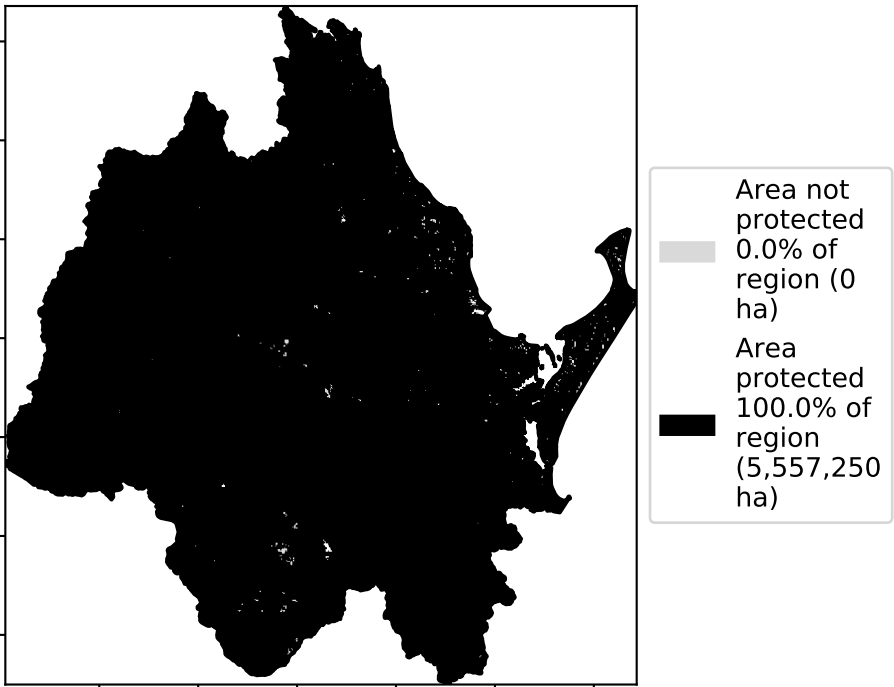 Area not
protected
0.0% of
region (0
ha)
Area
protected
100.0% of
region
(5,557,250
ha)